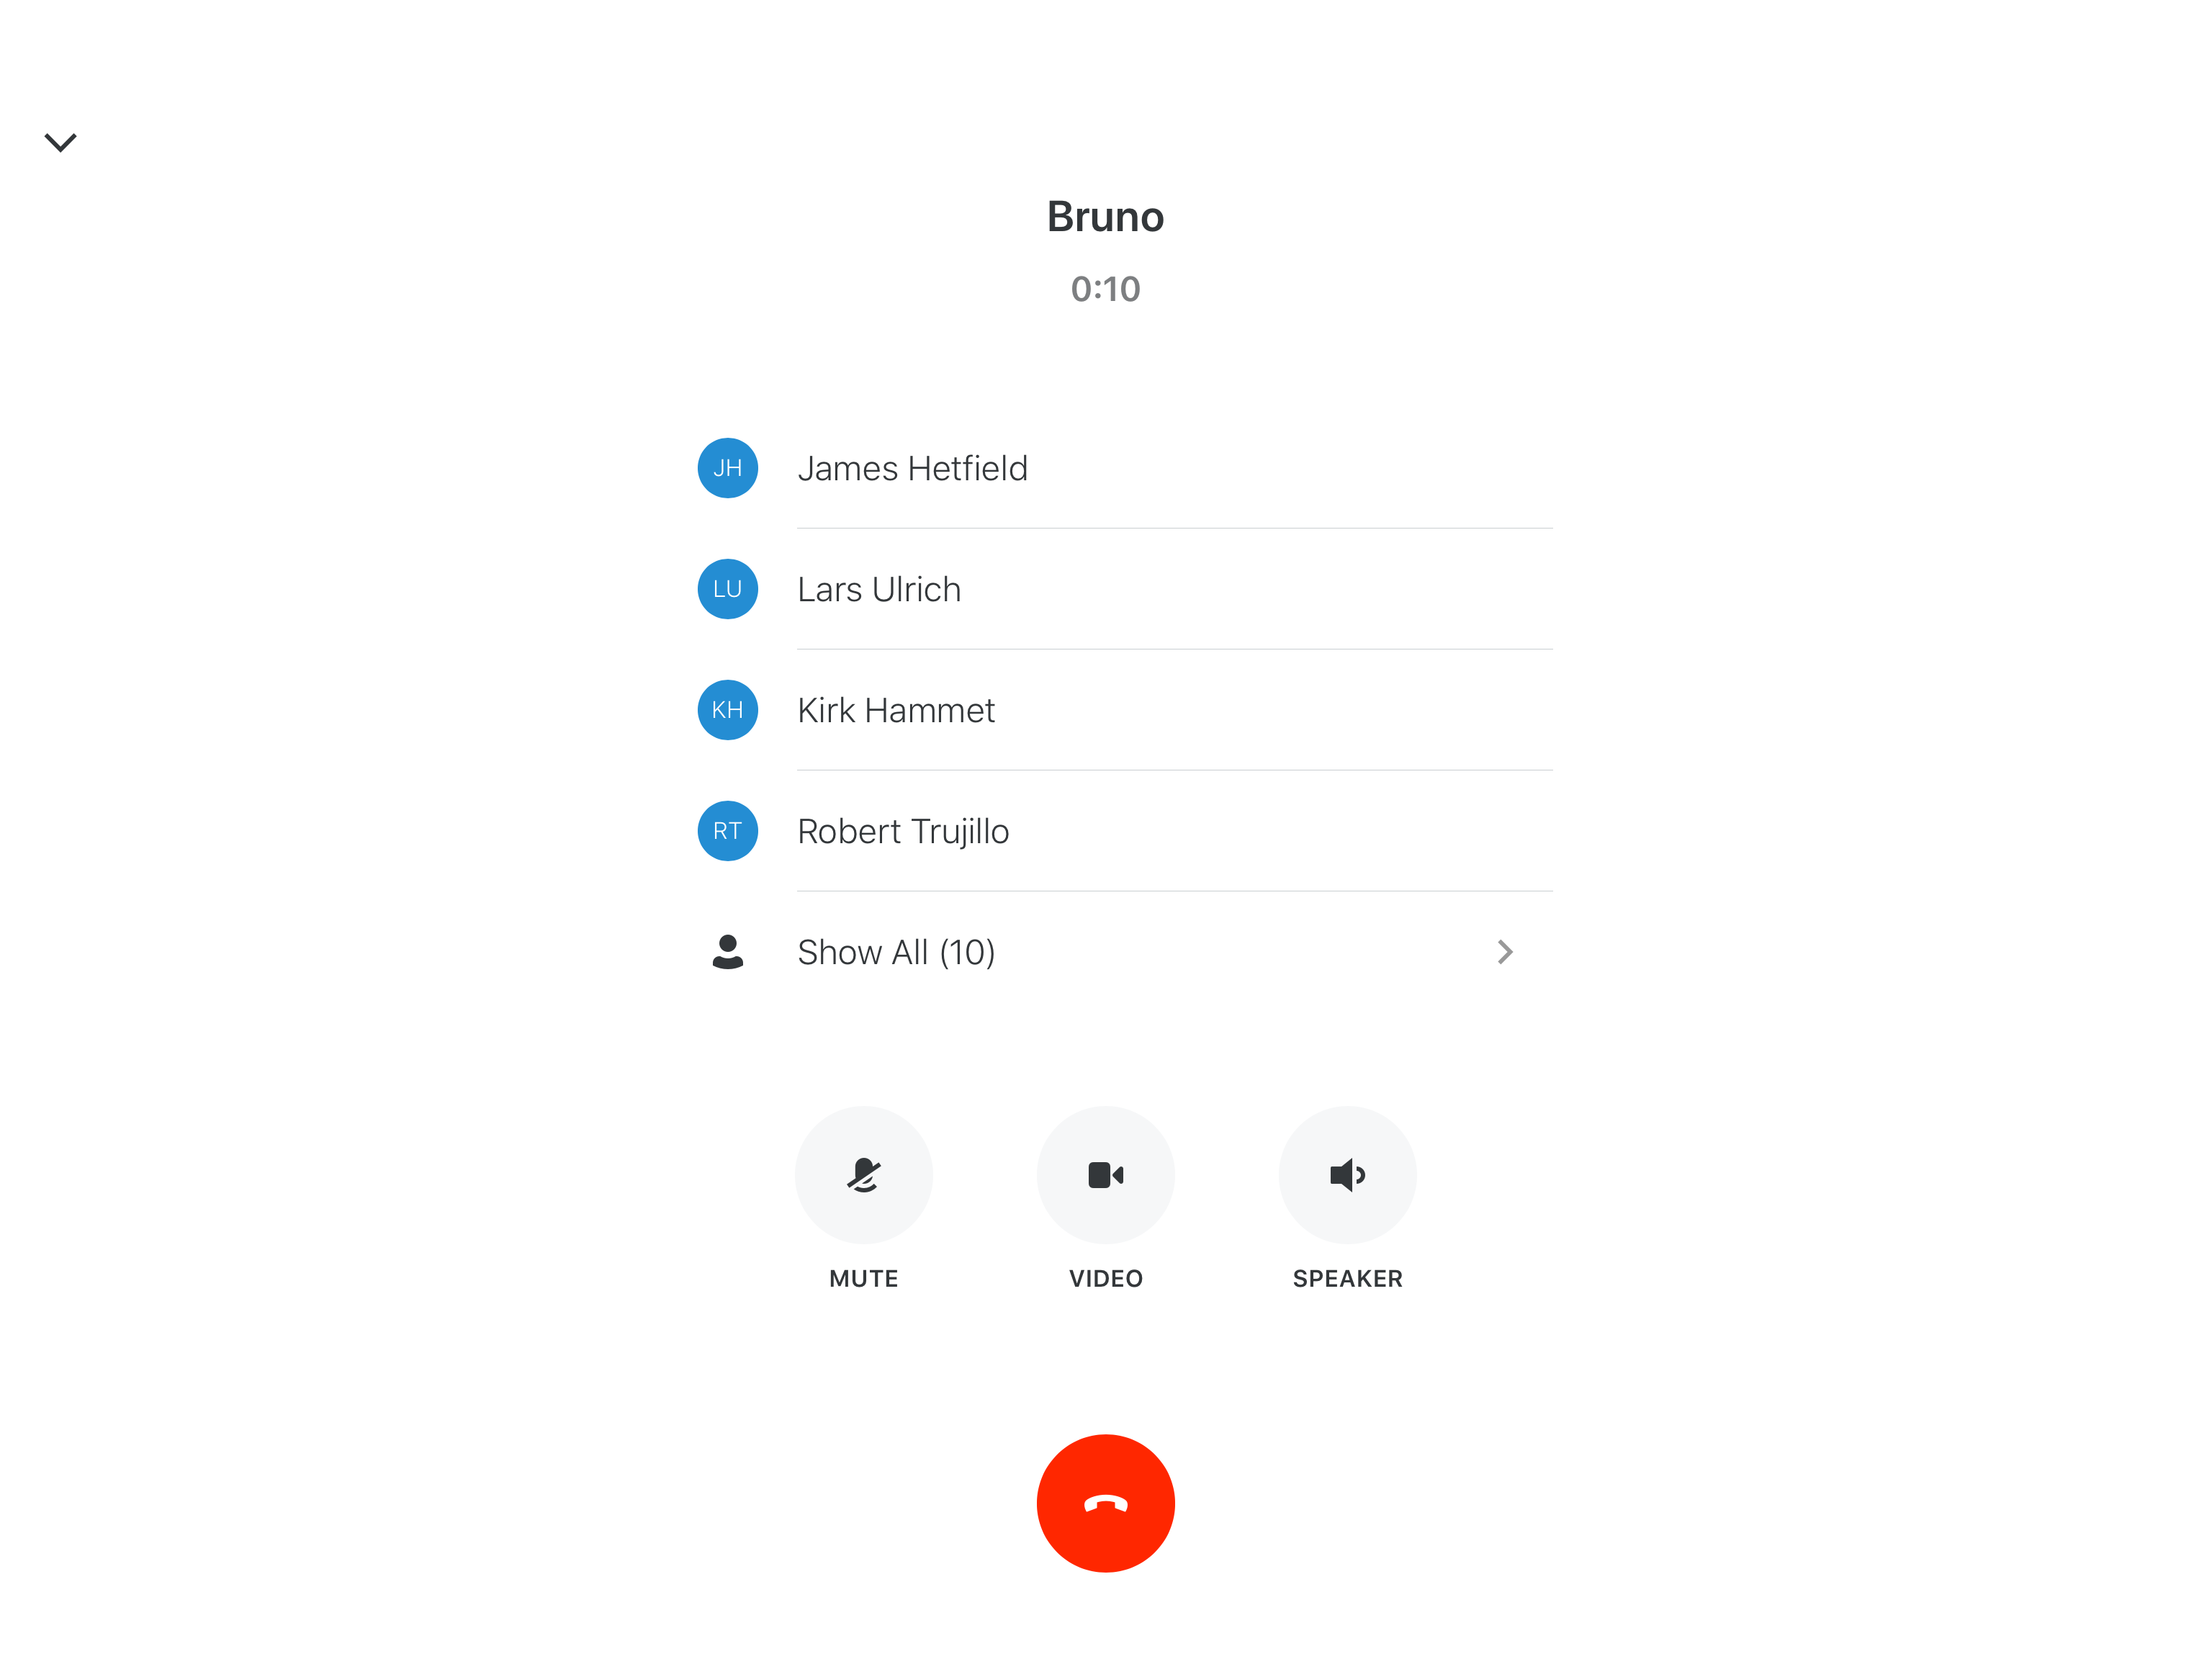 Bruno
0:10
JH James Hetfield
LU Lars Ulrich
KH Kirk Hammet
RT Robert Trujillo
Show All (10)
MUTE VIDEO SPEAKER